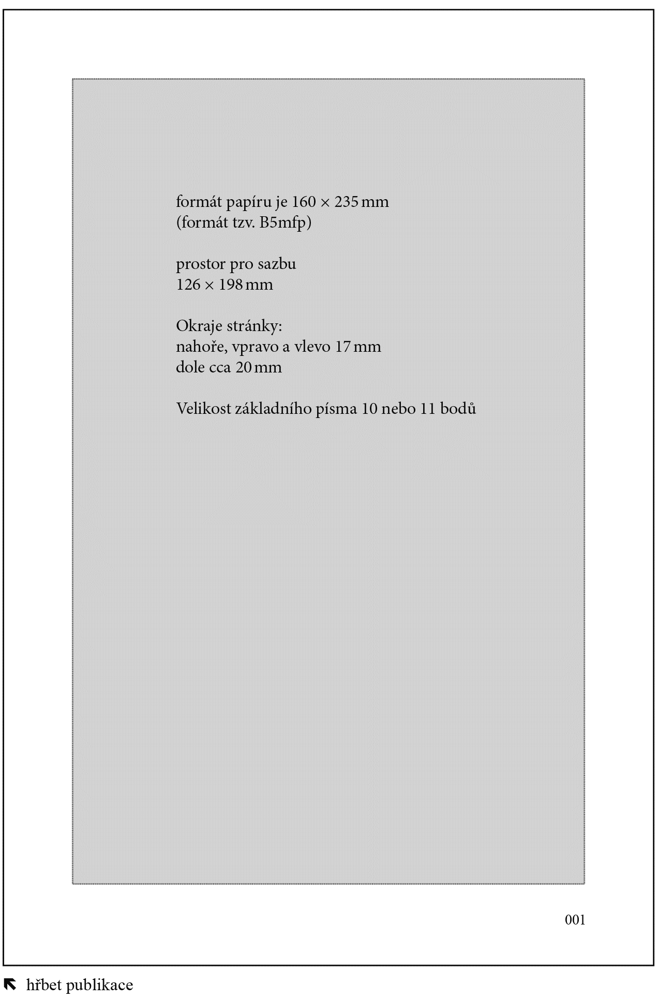 formát papíru je 160 × 235 mm
(formát tzv. B5mfp)
prostor pro sazbu
126 × 198 mm
Okraje stránky:
nahoře, vpravo a vlevo 17 mm
dole cca 20 mm
Velikost základního písma 10 nebo 11 bodů
001
hřbet publikace